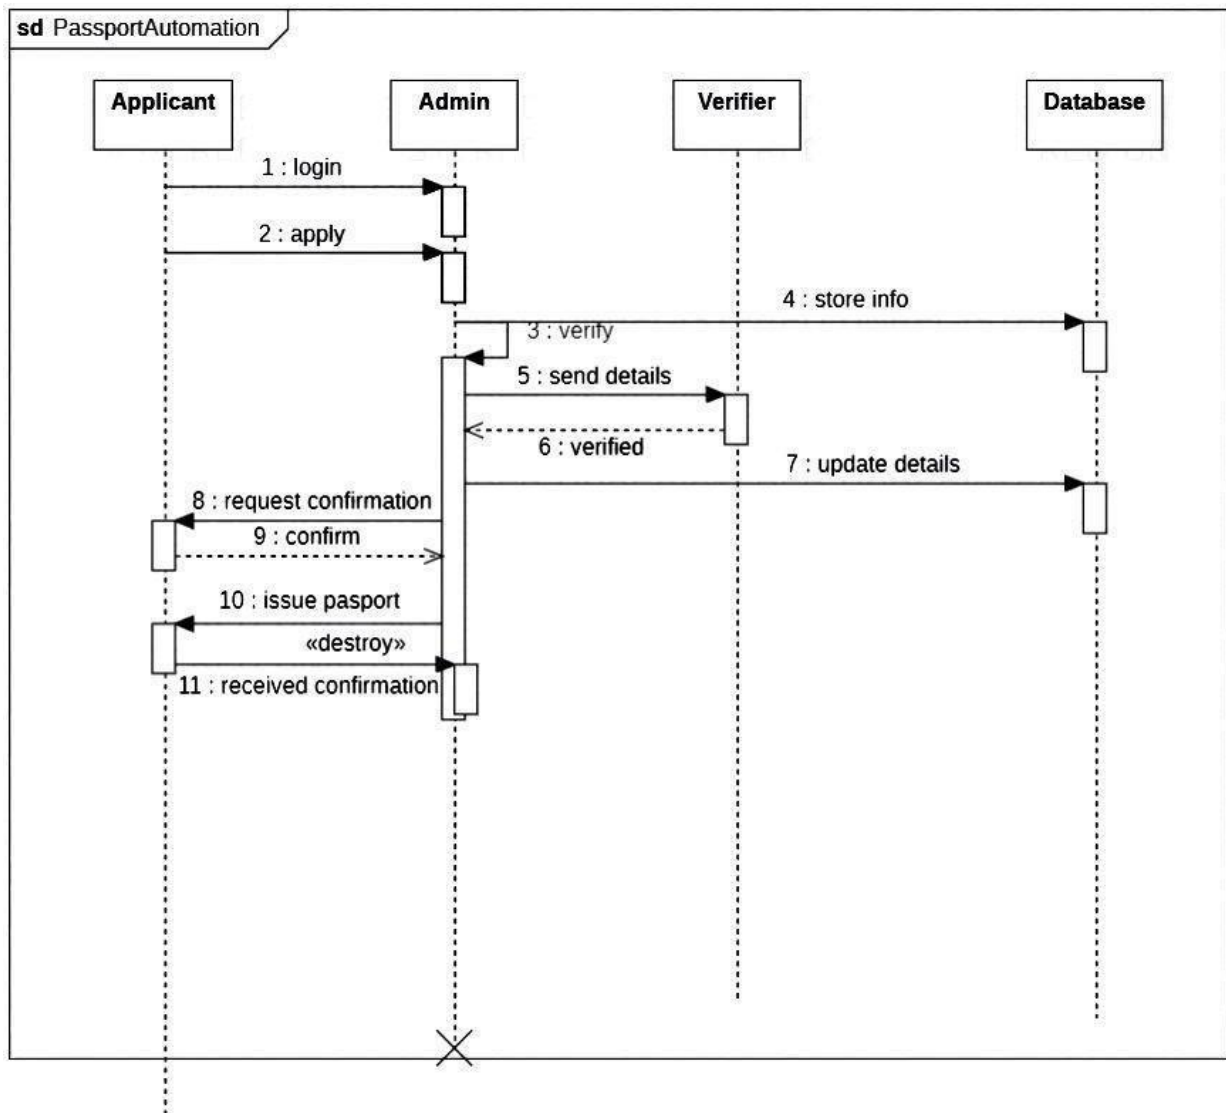 sd PassportAutomation
Applicant
Admin
Verifier
Database
1 : login
2 : apply
4 : store info
3 : verify
5 : send details
6 : verified
7 : update details
8 : request confirmation
9 : confirm
10 : issue pasport
«destroy»
11 : received confirmation